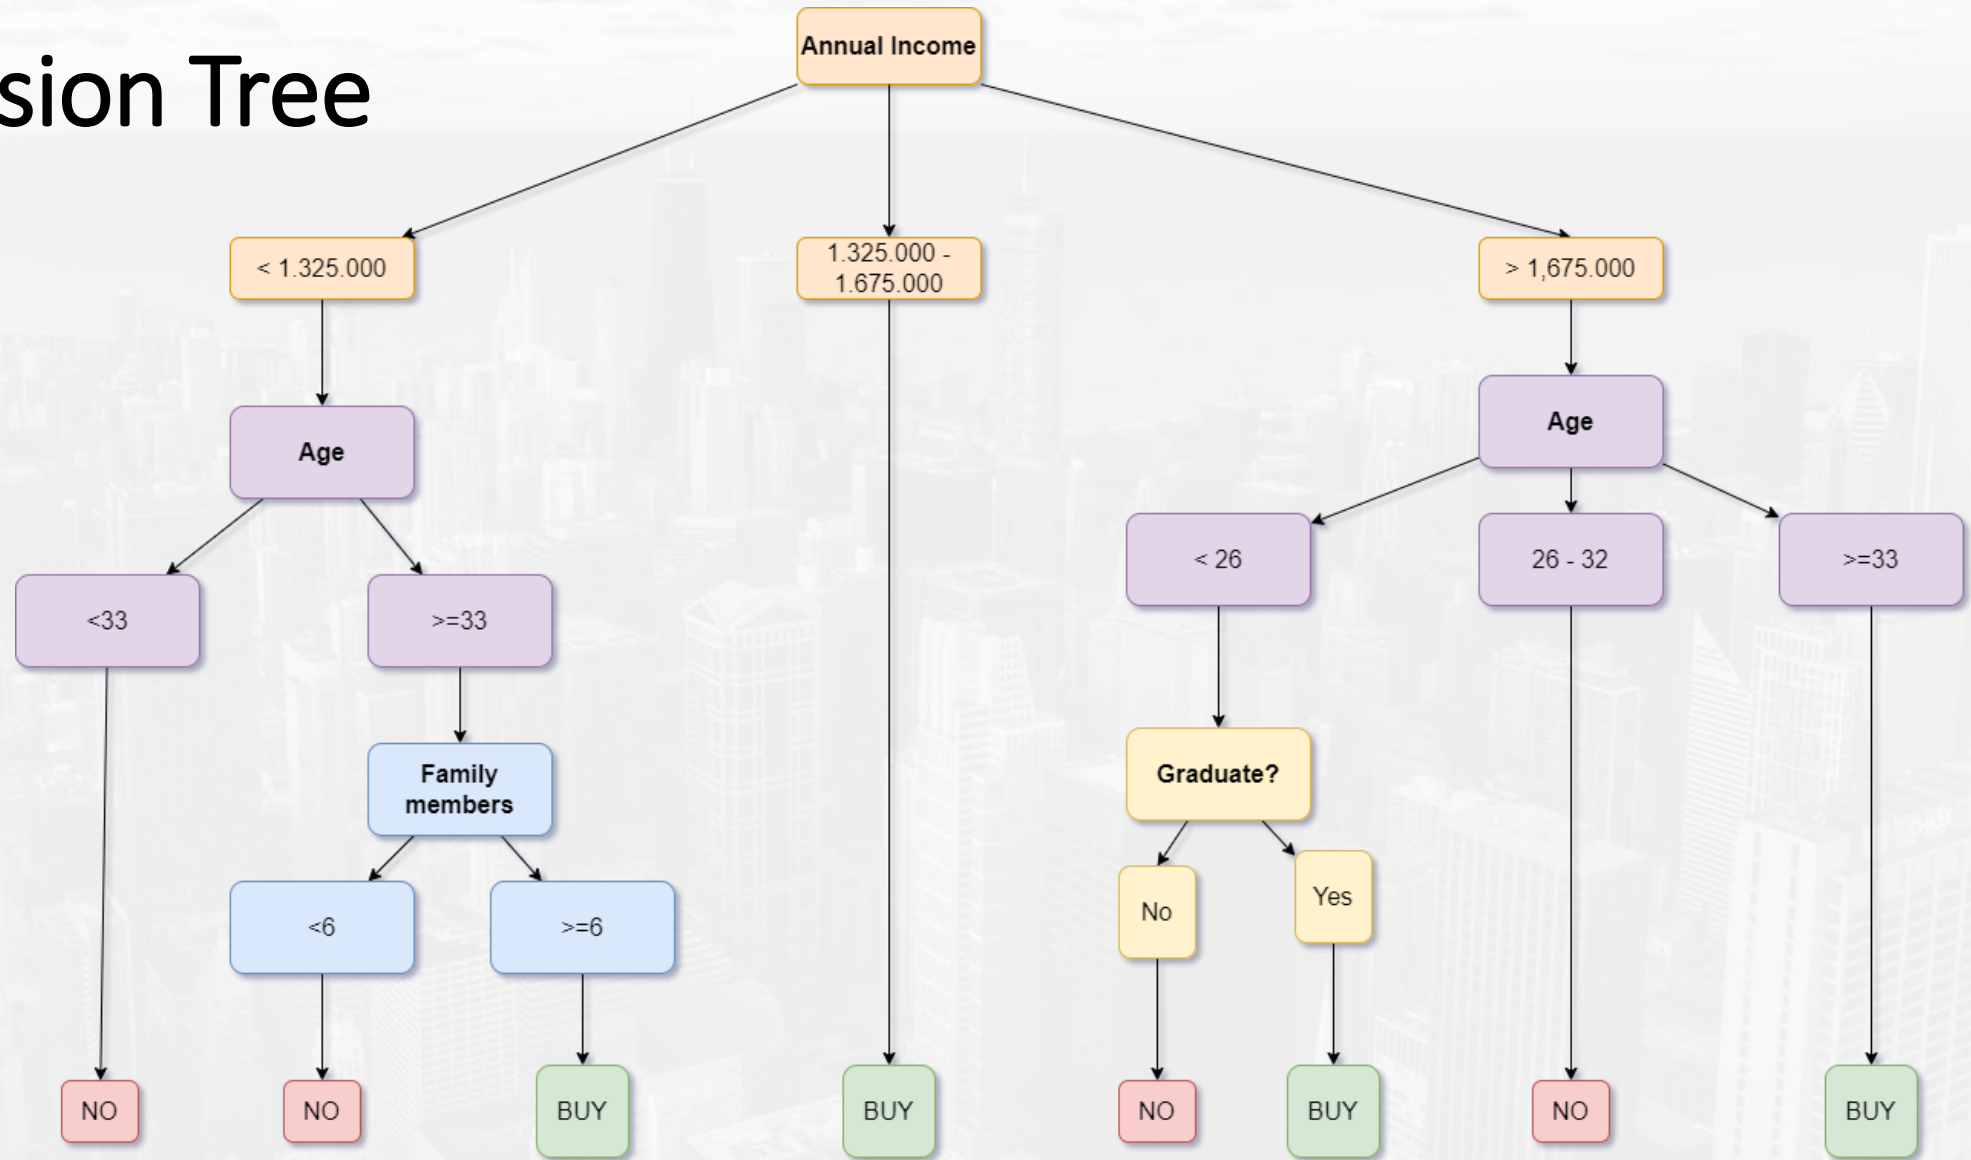 sion Tree
Annual Income
< 1.325.000
1.325.000 -
1.675.000
> 1,675.000
Age
Age
<33
>=33
< 26
26 - 32
>=33
Family
members
Graduate?
<6
>=6
No
Yes
NO
NO
BUY
BUY
NO
BUY
NO
BUY